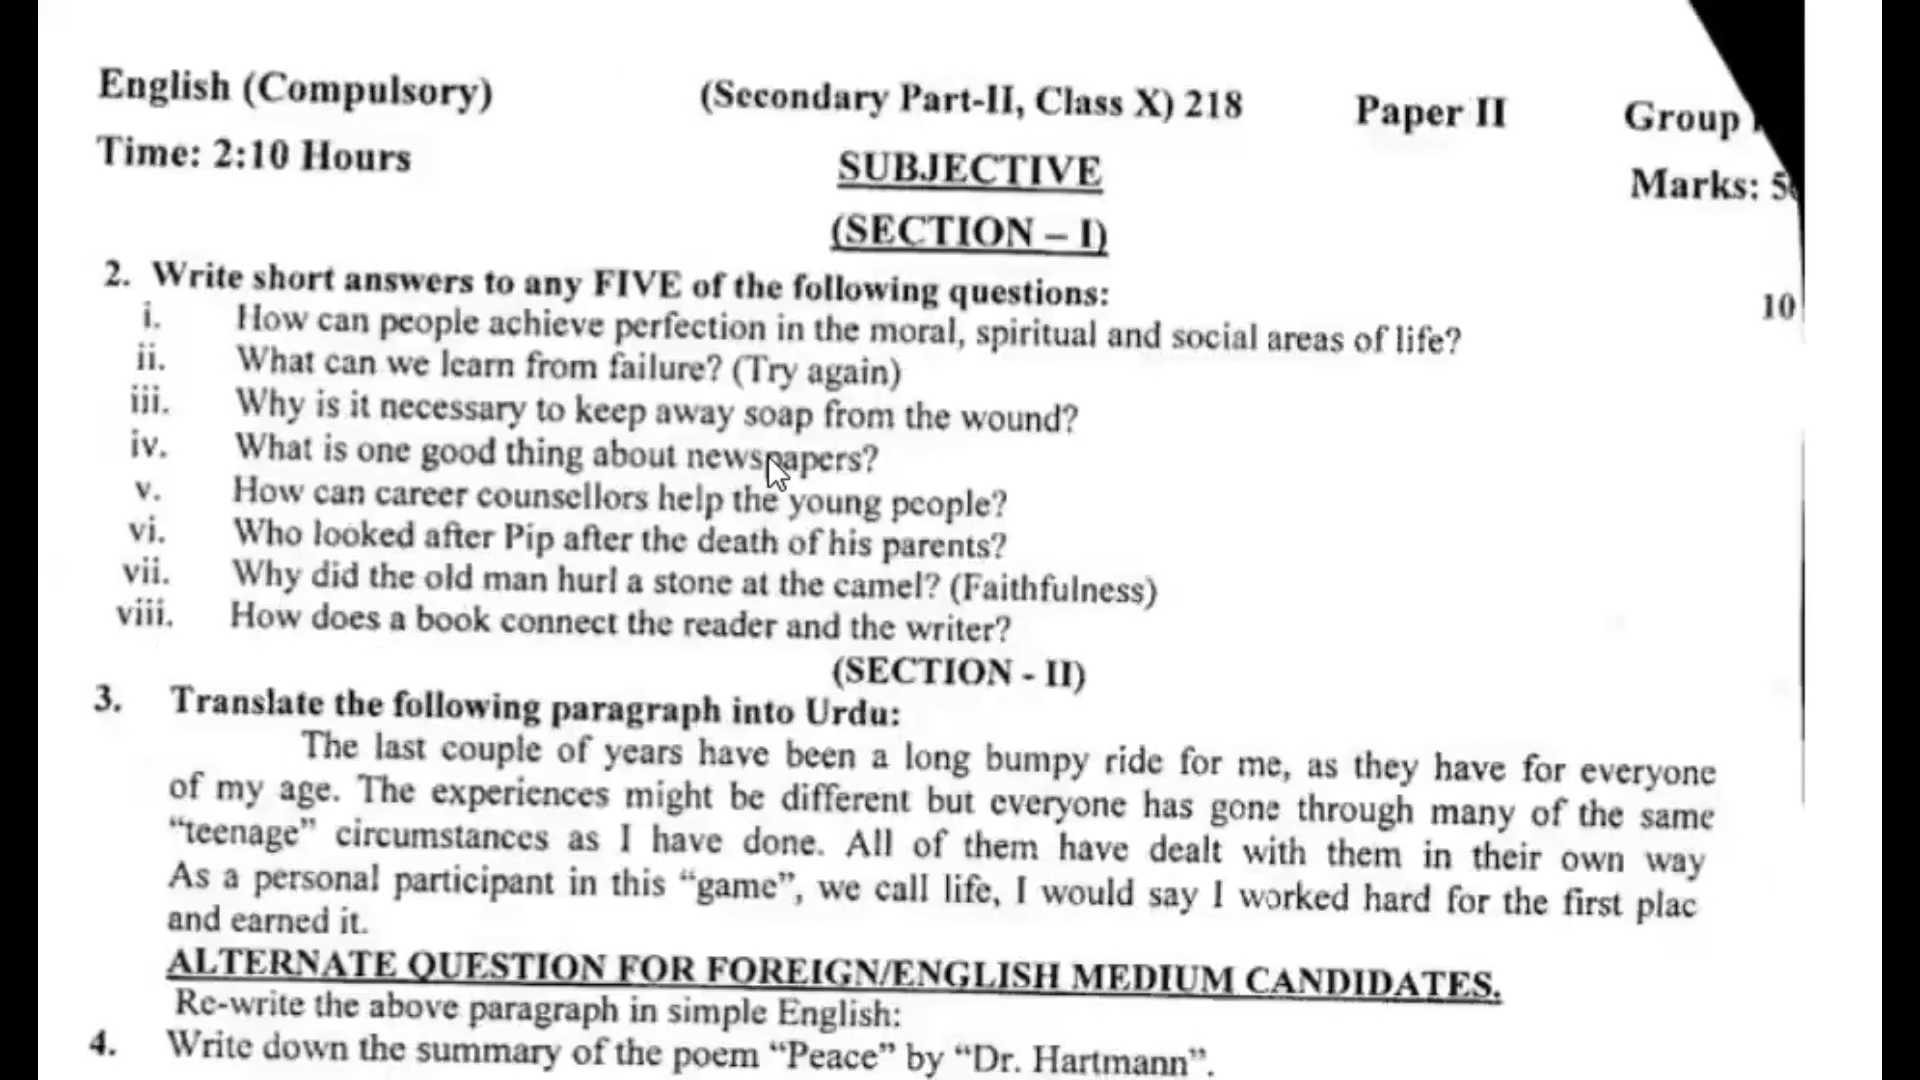 English (Compulsory) (Secondary Part-II, Class X) 218 Paper II Group
Time: 2:10 Hours SUBJECTIVE Marks:
(SECTION – I)
2. Write short answers to any FIVE of the following questions: 10
i. How can people achieve perfection in the moral, spiritual and social areas of life?
ii. What can we learn from failure? (Try again)
iii. Why is it necessary to keep away soap from the wound?
iv. What is one good thing about newspapers?
v. How can career counsellors help the young people?
vi. Who looked after Pip after the death of his parents?
vii. Why did the old man hurl a stone at the camel? (Faithfulness)
viii. How does a book connect the reader and the writer?
(SECTION - II)
3. Translate the following paragraph into Urdu:
The last couple of years have been a long bumpy ride for me, as they have for everyone
of my age. The experiences might be different but everyone has gone through many of the same
“teenage” circumstances as I have done. All of them have dealt with them in their own way
As a personal participant in this “game”, we call life, I would say I worked hard for the first plac
and earned it.
ALTERNATE QUESTION FOR FOREIGN/ENGLISH MEDIUM CANDIDATES.
Re-write the above paragraph in simple English:
4. Write down the summary of the poem “Peace” by “Dr. Hartmann”.